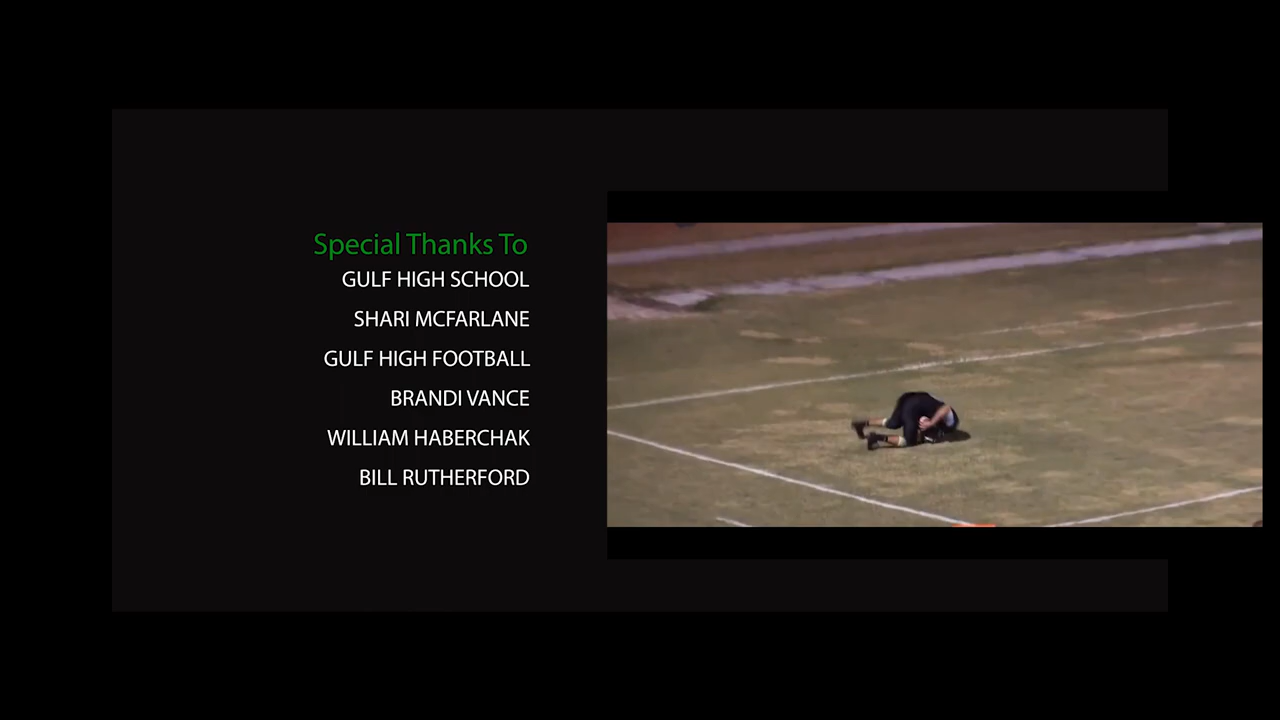 Special Thanks To
GULF HIGH SCHOOL
SHARI MCFARLANE
GULF HIGH FOOTBALL
BRANDI VANCE
WILLIAM HABERCHAK
BILL RUTHERFORD